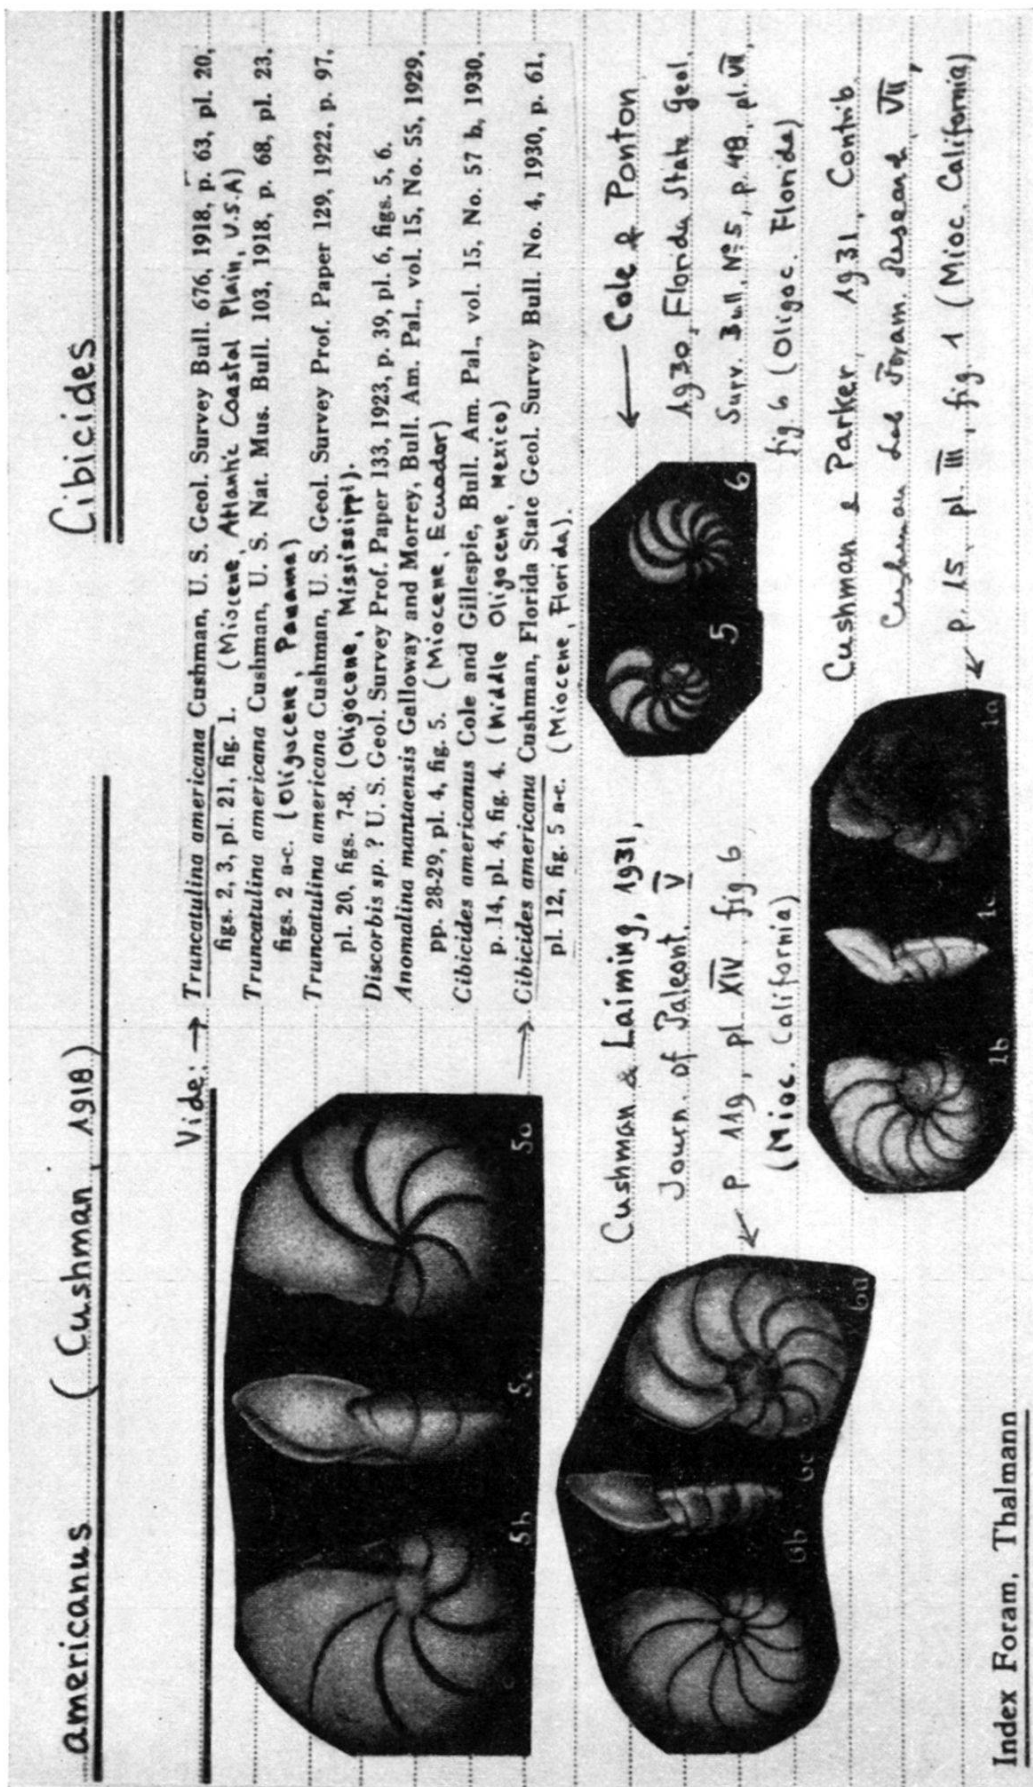 americanus ( Cushman, 1918) Cibicides
Vide: → Truncatulina americana Cushman, U. S. Geol. Survey Bull. 676, 1918, p. 63, pl. 20,
figs. 2, 3, pl. 21, fig. 1. (Miocene, Atlantic Coastal Plain, U.S.A)
Truncatulina americana Cushman, U. S. Nat. Mus. Bull. 103, 1918, p. 68, pl. 23,
figs. 2 a-c. (Oligocene, Panama)
Truncatulina americana Cushman, U. S. Geol. Survey Prof. Paper 129, 1922, p. 97,
pl. 20, figs. 7-8. (Oligocene, Mississippi).
Discorbis sp. ? U. S. Geol. Survey Prof. Paper 133, 1923, p. 39, pl. 6, figs. 5, 6.
Anomalina mantaensis Galloway and Morrey, Bull. Am. Pal., vol. 15, No. 55, 1929,
pp. 28-29, pl. 4, fig. 5. (Miocene, Ecuador)
Cibicides americanus Cole and Gillespie, Bull. Am. Pal., vol. 15, No. 57 b, 1930,
p. 14, pl. 4, fig. 4. (Middle Oligocene, Mexico)
→ Cibicides americana Cushman, Florida State Geol. Survey Bull. No. 4, 1930, p. 61,
pl. 12, fig. 5 a-c. (Miocene, Florida).
5b 5c 5a
Cushman & Laiming, 1931
Journ. of Paleont. V
p 119, pl XIV, fig 6
(Mioc. California)
6b 6c 6a
5 6
← Cole & Ponton
1930, Florida State Geol.
Surv. Bull. No. 5, p. 48, pl. VII,
fig 6 (Oligoc. Florida)
Cushman & Parker, 1931, Contrib
Cushman Lab Foram. Research, VII,
p. 15, pl. III, fig. 1 (Mioc. California)
1b 1c 1a
Index Foram, Thalmann